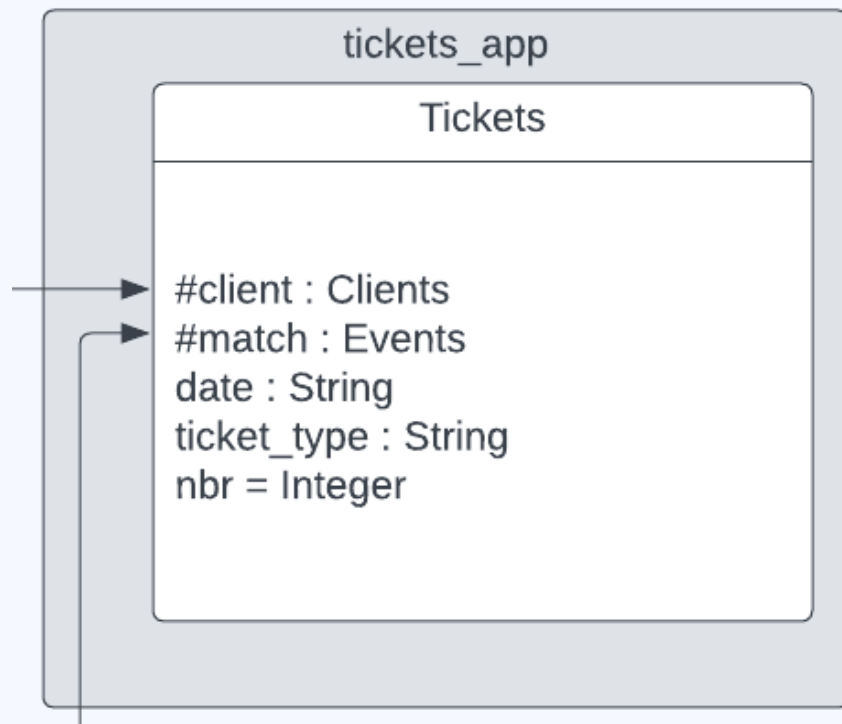 tickets_app
Tickets
#client : Clients
#match : Events
date : String
ticket_type : String
nbr = Integer